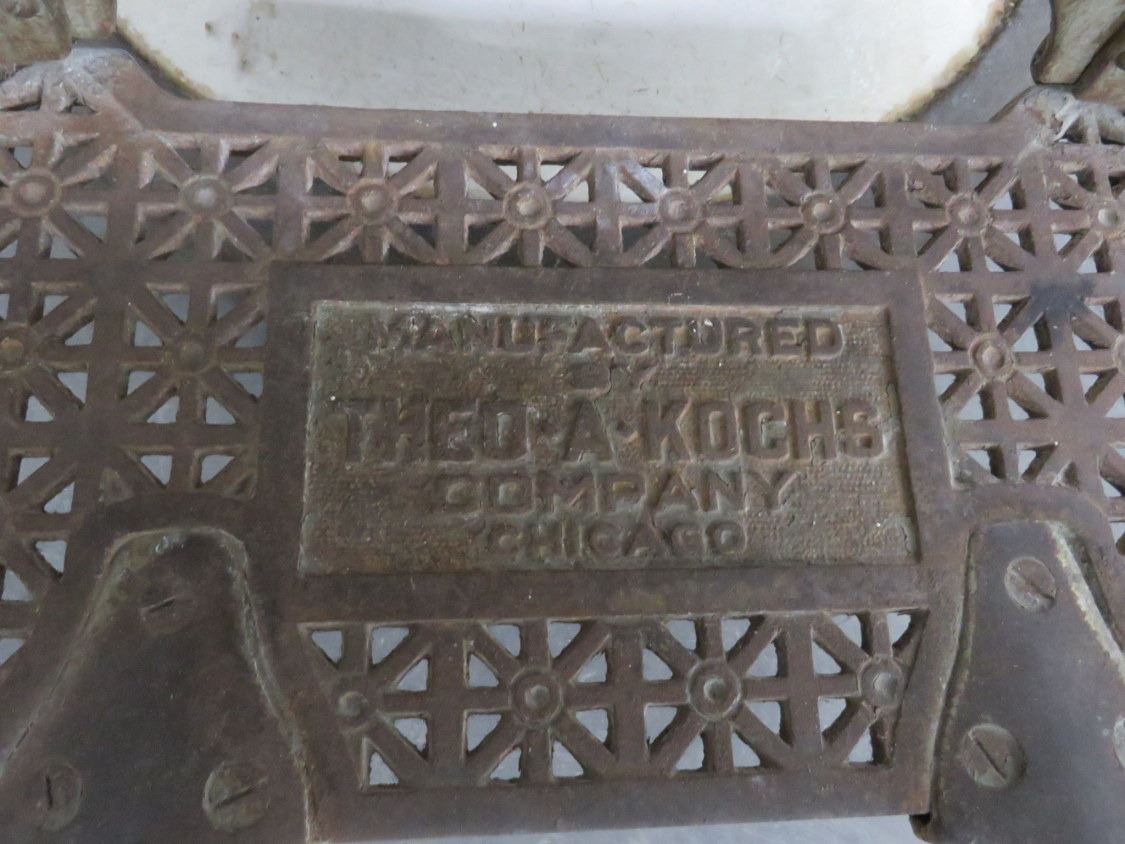 MANUFACTURED
BY
THEO·A·KOCHS
COMPANY
CHICAGO